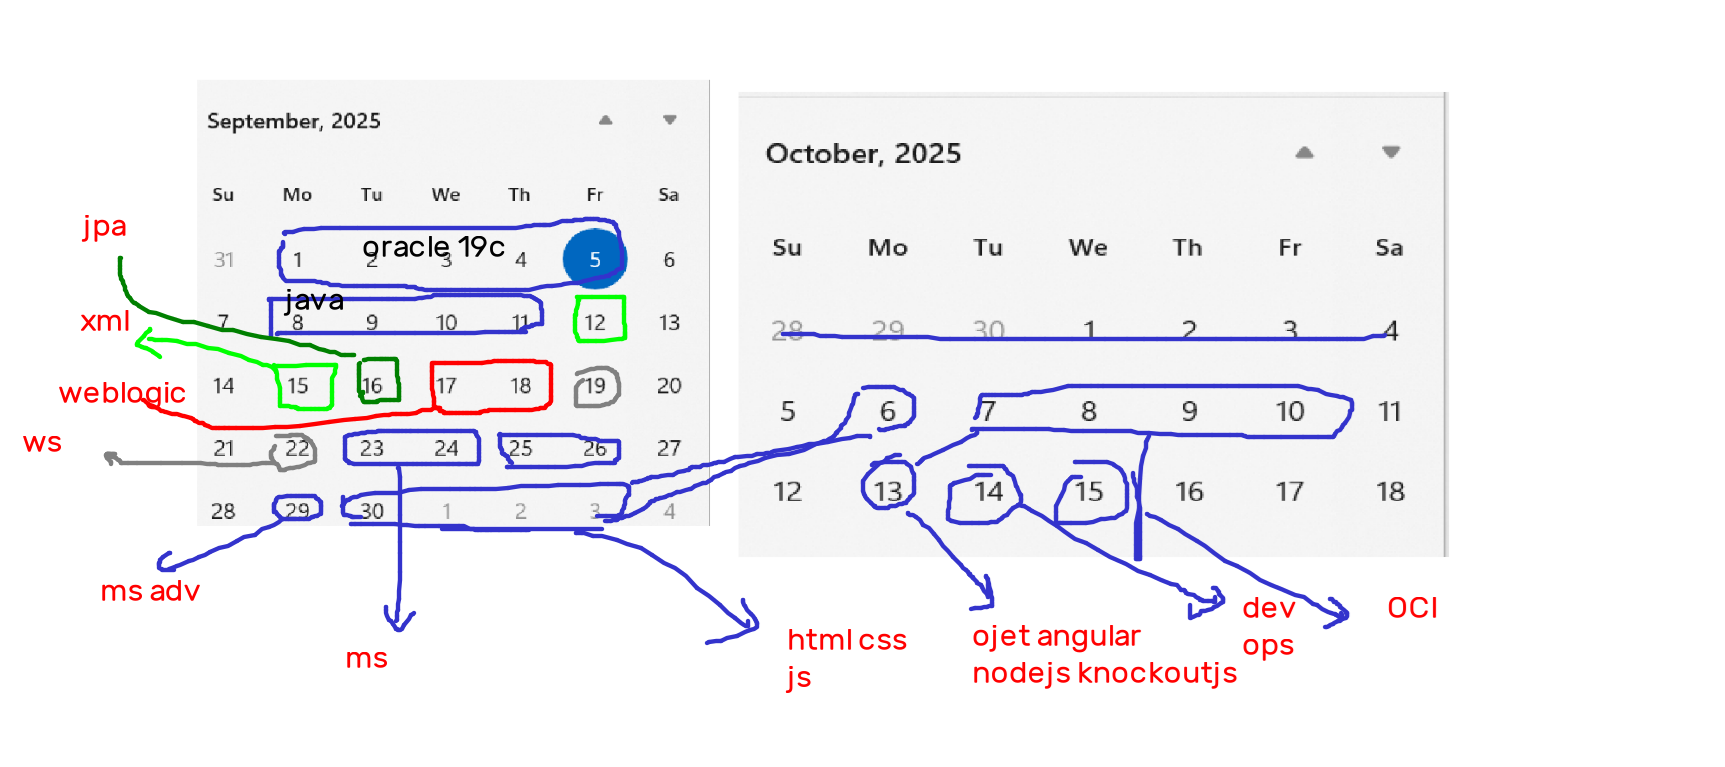 September, 2025
Su Mo Tu We Th Fr Sa
31 1 2 3 4 5 6
oracle 19c
7 8 9 10 11 12 13
java
14 15 16 17 18 19 20
21 22 23 24 25 26 27
28 29 30 1 2 3 4
jpa
xml
weblogic
ws
ms adv
ms
October, 2025
Su Mo Tu We Th Fr Sa
28 29 30 1 2 3 4
5 6 7 8 9 10 11
12 13 14 15 16 17 18
html css
js
ojet angular
nodejs knockoutjs
dev
ops
OCI